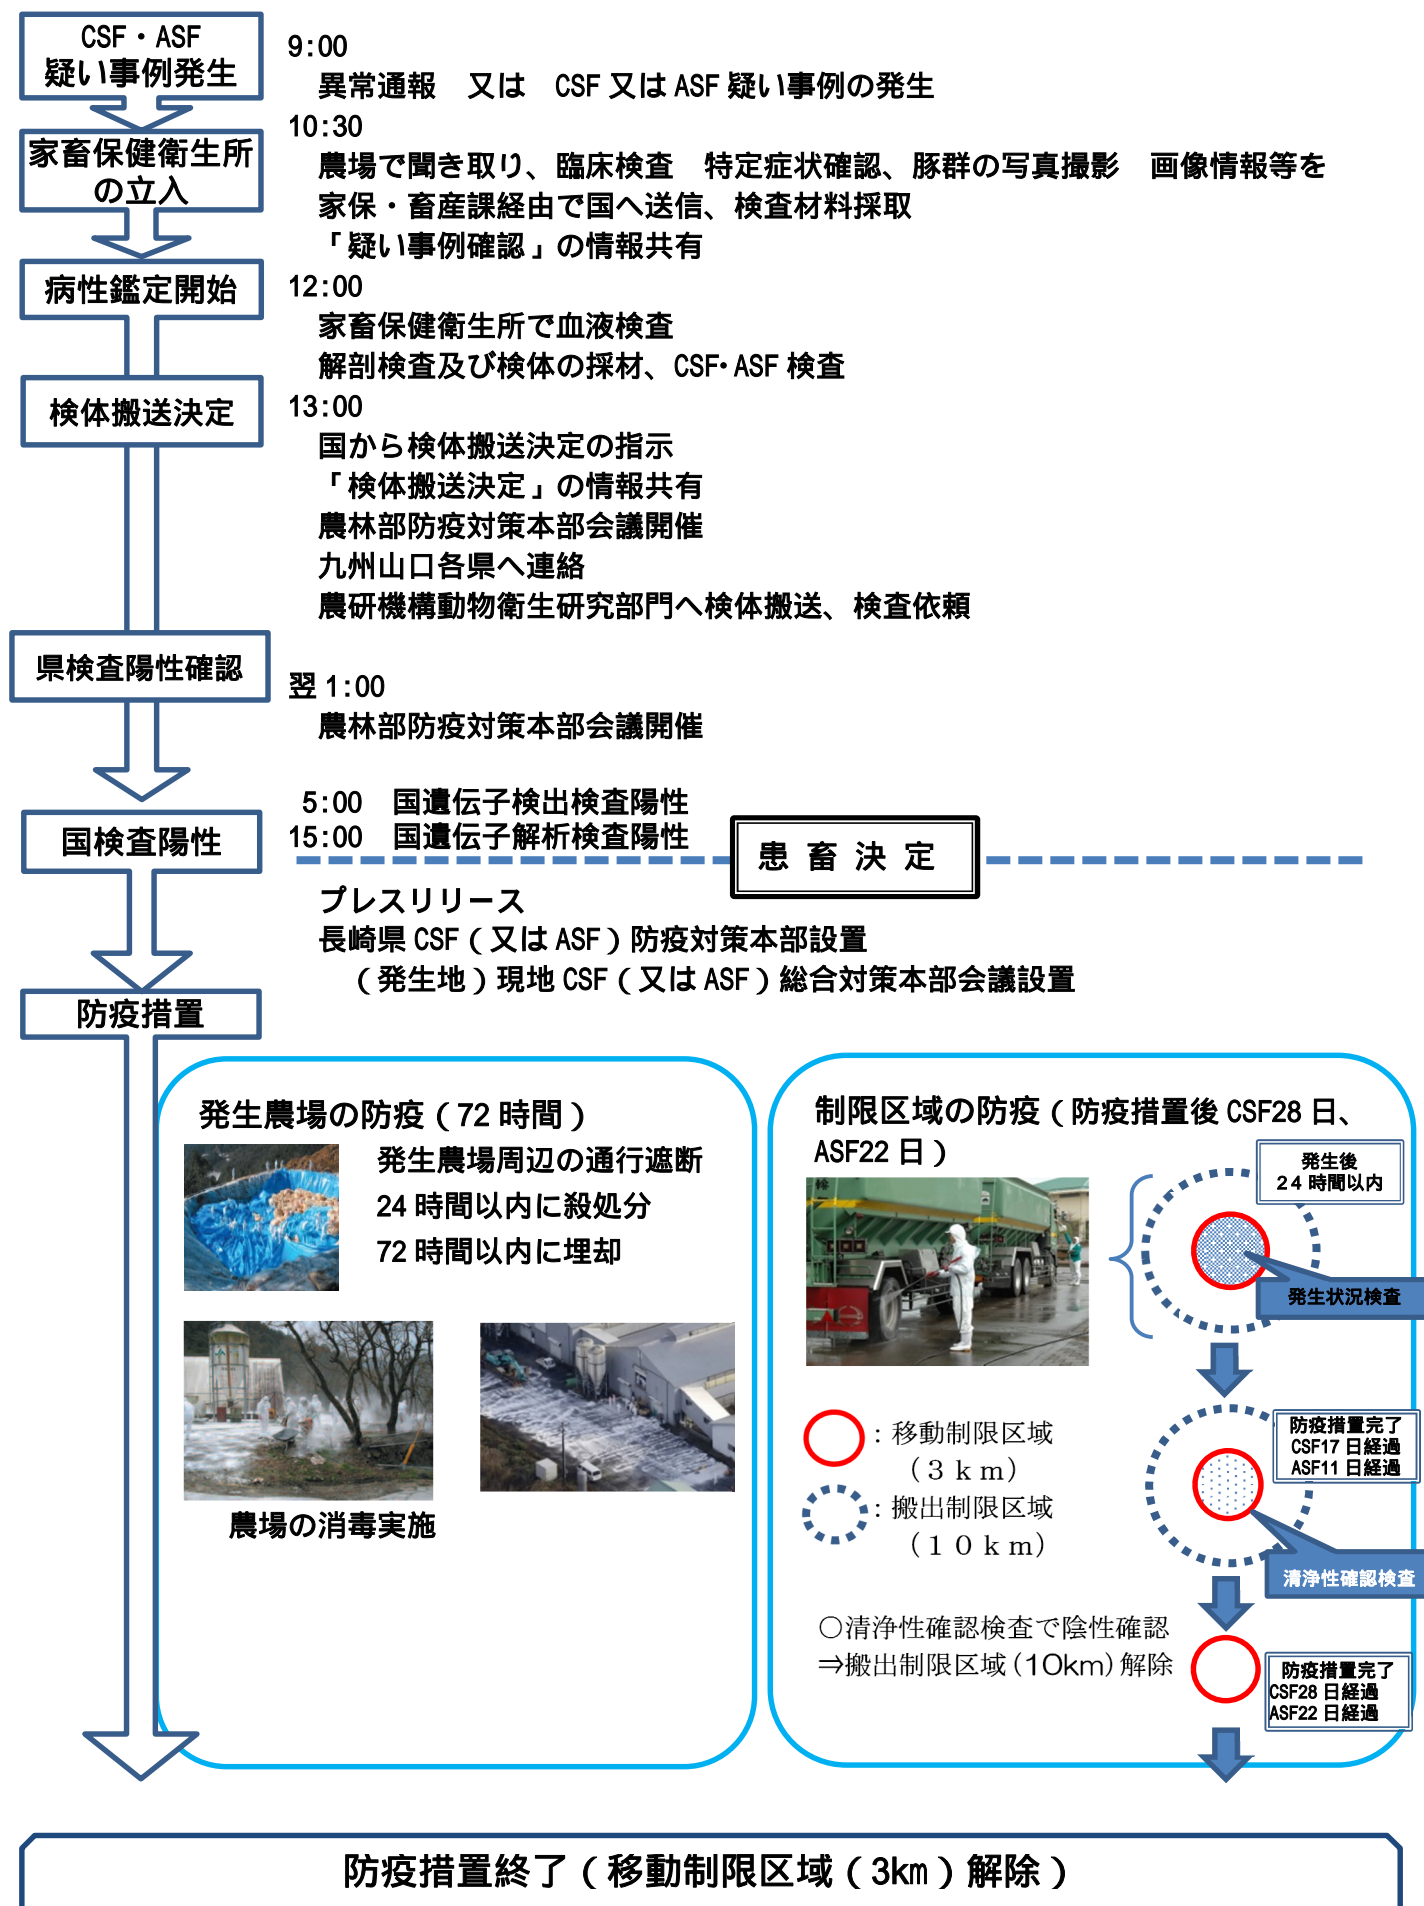 CSF・ASF
疑い事例発生
9:00
異常通報　又は　CSF 又は ASF 疑い事例の発生
家畜保健衛生所
の立入
10:30
農場で聞き取り、臨床検査　特定症状確認、豚群の写真撮影　画像情報等を
家保・畜産課経由で国へ送信、検査材料採取
「疑い事例確認」の情報共有
病性鑑定開始
12:00
家畜保健衛生所で血液検査
解剖検査及び検体の採材、CSF・ASF 検査
検体搬送決定
13:00
国から検体搬送決定の指示
「検体搬送決定」の情報共有
農林部防疫対策本部会議開催
九州山口各県へ連絡
農研機構動物衛生研究部門へ検体搬送、検査依頼
県検査陽性確認
翌 1:00
農林部防疫対策本部会議開催
国検査陽性
5:00　国遺伝子検出検査陽性
15:00　国遺伝子解析検査陽性
患 畜 決 定
プレスリリース
長崎県 CSF（又は ASF）防疫対策本部設置
（発生地）現地 CSF（又は ASF）総合対策本部会議設置
防疫措置
発生農場の防疫（72 時間）
発生農場周辺の通行遮断
24 時間以内に殺処分
72 時間以内に埋却
農場の消毒実施
制限区域の防疫（防疫措置後 CSF28 日、
ASF22 日）
発生後
24 時間以内
発生状況検査
：移動制限区域
（３ｋｍ）
：搬出制限区域
（１０ｋｍ）
防疫措置完了
CSF17 日経過
ASF11 日経過
清浄性確認検査
○清浄性確認検査で陰性確認
⇒搬出制限区域(10km)解除
防疫措置完了
CSF28 日経過
ASF22 日経過
防疫措置終了（移動制限区域（3km）解除）